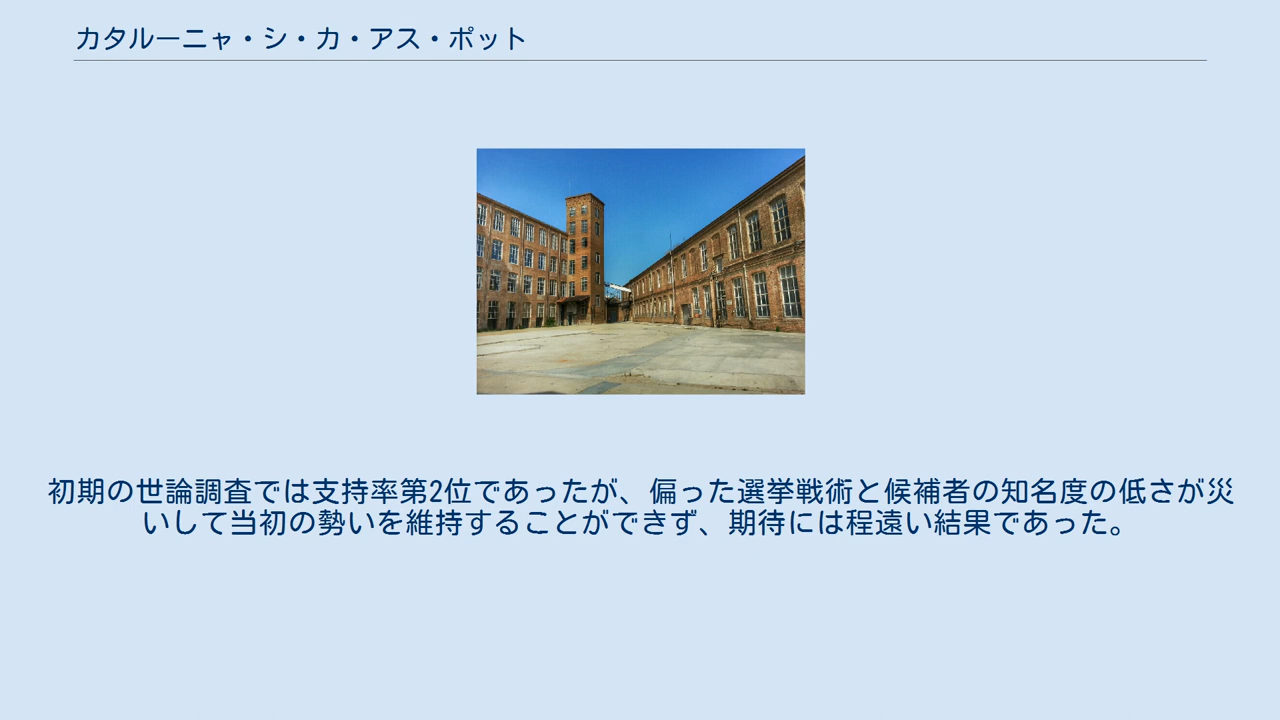 カタルーニャ・シ・カ・アス・ポット
初期の世論調査では支持率第2位であったが、偏った選挙戦術と候補者の知名度の低さが災
いして当初の勢いを維持することができず、期待には程遠い結果であった。